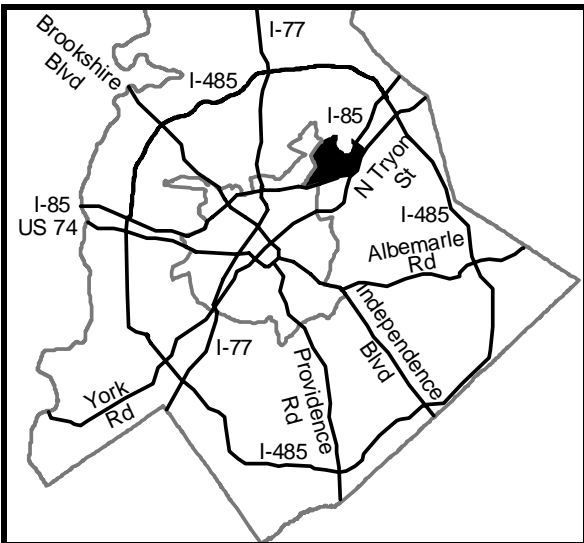 I-77
Brookshire
Blvd
I-485
I-85
N Tryon
St
I-85
US 74
I-485
Albemarle
Rd
Independence
Blvd
I-77
Providence
Rd
York
Rd
I-485